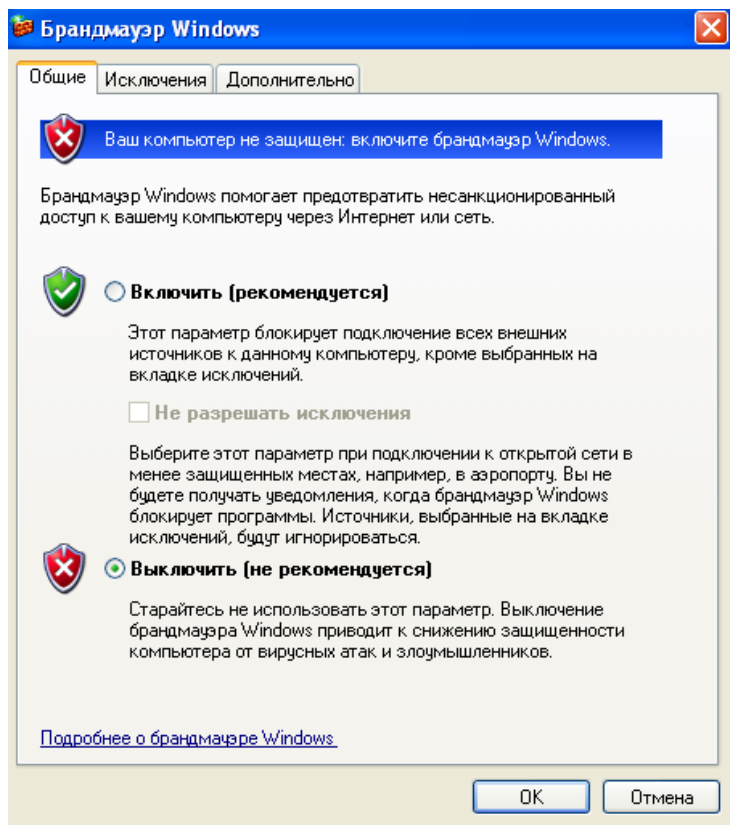 Брандмауэр Windows
Общие
Исключения
Дополнительно
Ваш компьютер не защищен: включите брандмауэр Windows.
Брандмауэр Windows помогает предотвратить несанкционированный
доступ к вашему компьютеру через Интернет или сеть.
Включить (рекомендуется)
Этот параметр блокирует подключение всех внешних
источников к данному компьютеру, кроме выбранных на
вкладке исключений.
Не разрешать исключения
Выберите этот параметр при подключении к открытой сети в
менее защищенных местах, например, в аэропорту. Вы не
будете получать уведомления, когда брандмауэр Windows
блокирует программы. Источники, выбранные на вкладке
исключений, будут игнорироваться.
Выключить (не рекомендуется)
Старайтесь не использовать этот параметр. Выключение
брандмауэра Windows приводит к снижению защищенности
компьютера от вирусных атак и злоумышленников.
Подробнее о брандмауэре Windows
OK
Отмена